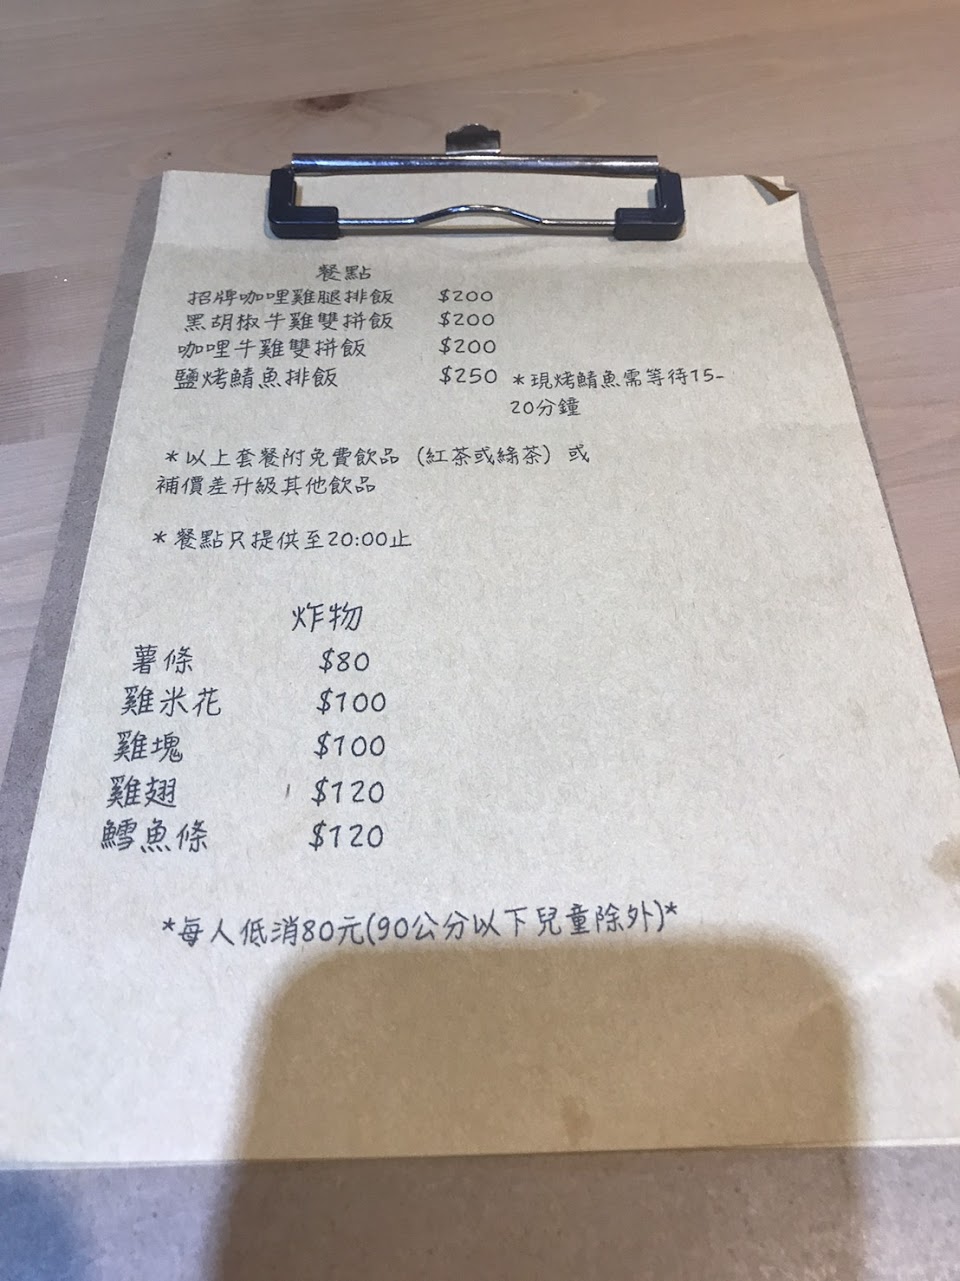 餐點
招牌咖哩雞腿排飯 $200
黑胡椒牛雞雙拼飯 $200
咖哩牛雞雙拼飯 $200
鹽烤鯖魚排飯 $250 *現烤鯖魚需等待15-
20分鐘
*以上套餐附免費飲品（紅茶或綠茶）或
補價差升級其他飲品
*餐點只提供至20:00止
炸物
薯條 $80
雞米花 $100
雞塊 $100
雞翅 $120
鱈魚條 $120
*每人低消80元(90公分以下兒童除外)*